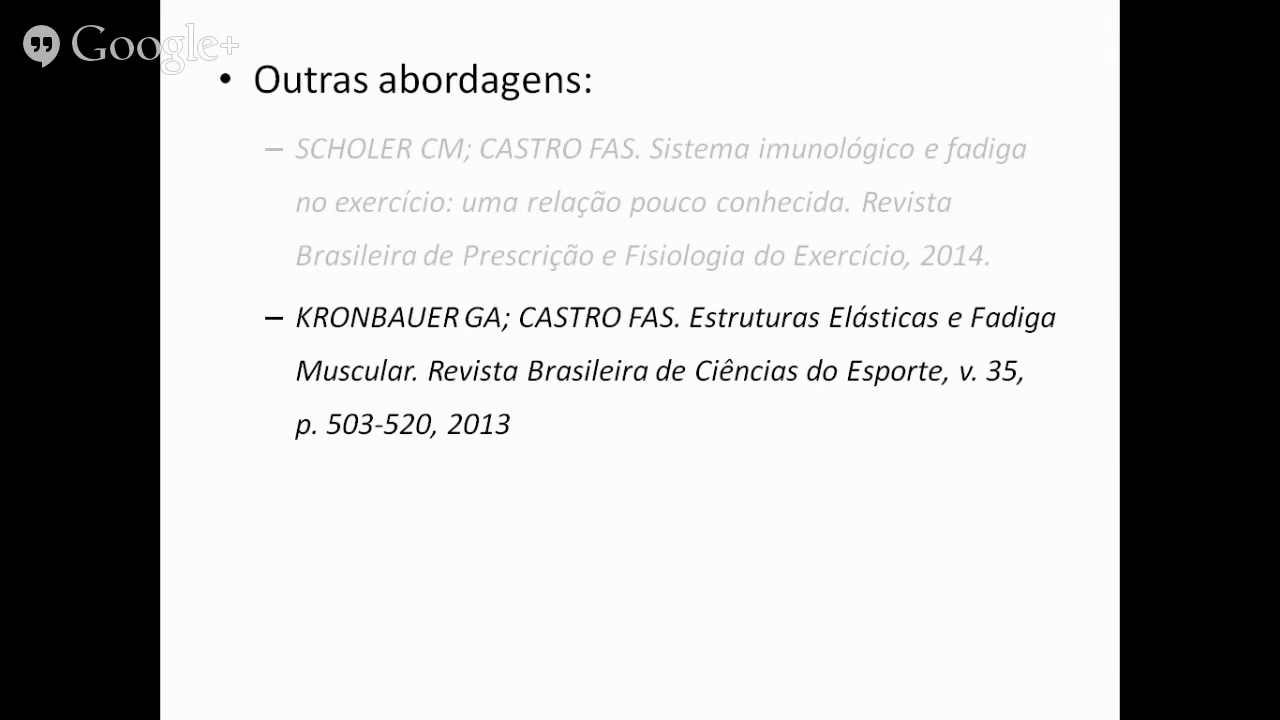 Google+
• Outras abordagens:
– SCHOLER CM; CASTRO FAS. Sistema imunológico e fadiga
no exercício: uma relação pouco conhecida. Revista
Brasileira de Prescrição e Fisiologia do Exercício, 2014.
– KRONBAUER GA; CASTRO FAS. Estruturas Elásticas e Fadiga
Muscular. Revista Brasileira de Ciências do Esporte, v. 35,
p. 503-520, 2013